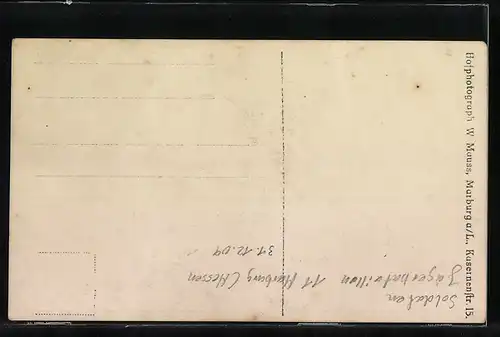 Hofphotograph W. Mauss, Marburg a/L., Kasernenstr. 15.
Soldaten
Jägerbataillon 11 Marburg (Hessen
31.12.09